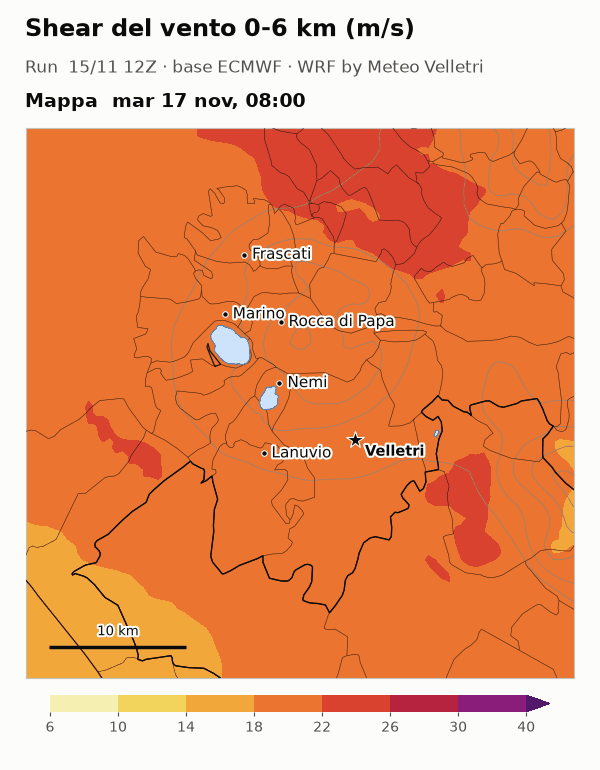 Shear del vento 0-6 km (m/s)
Run  15/11 12Z · base ECMWF · WRF by Meteo Velletri
Mappa  mar 17 nov, 08:00
Frascati
Marino
Rocca di Papa
Nemi
Velletri
Lanuvio
10 km
6 10 14 18 22 26 30 40